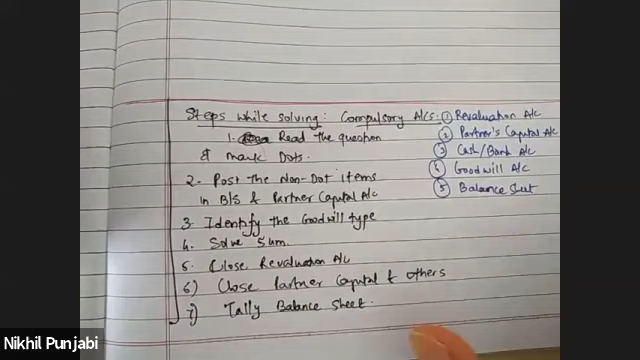 Steps while solving: Compulsory A/cs: ① Revaluation A/c
1. Read the question
② Partner's Capital A/c
& mark Dots.
③ Cash/Bank A/c
2. Post the Non-Dot items
④ Goodwill A/c
in B/S & Partner Capital A/c
⑤ Balance Sheet
3. Identify the Goodwill type
4. Solve Sum.
5. Close Revaluation A/c
6) Close Partner Capital & others
7) Tally Balance Sheet.
Nikhil Punjabi